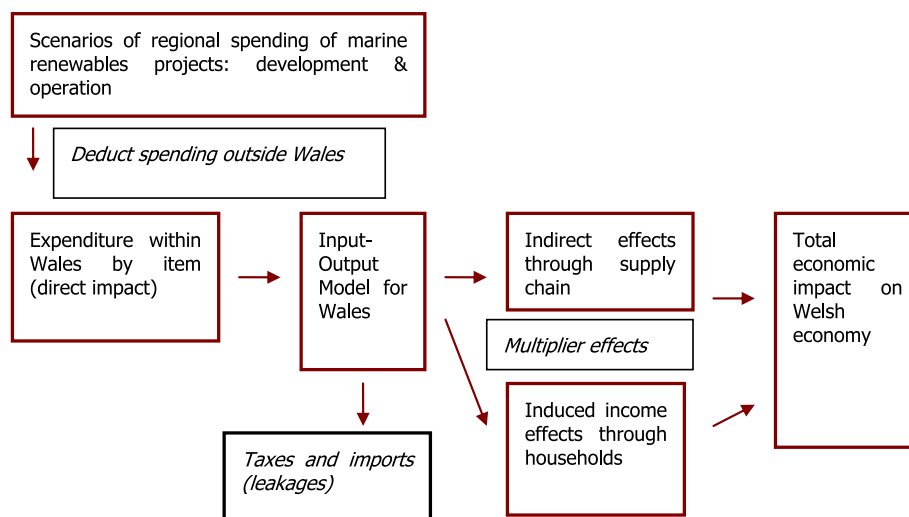 Scenarios of regional spending of marine
renewables projects: development &
operation
Deduct spending outside Wales
Expenditure within
Wales by item
(direct impact)
Input-
Output
Model for
Wales
Indirect effects
through supply
chain
Total
economic
impact on
Welsh
economy
Multiplier effects
Induced income
effects through
households
Taxes and imports
(leakages)